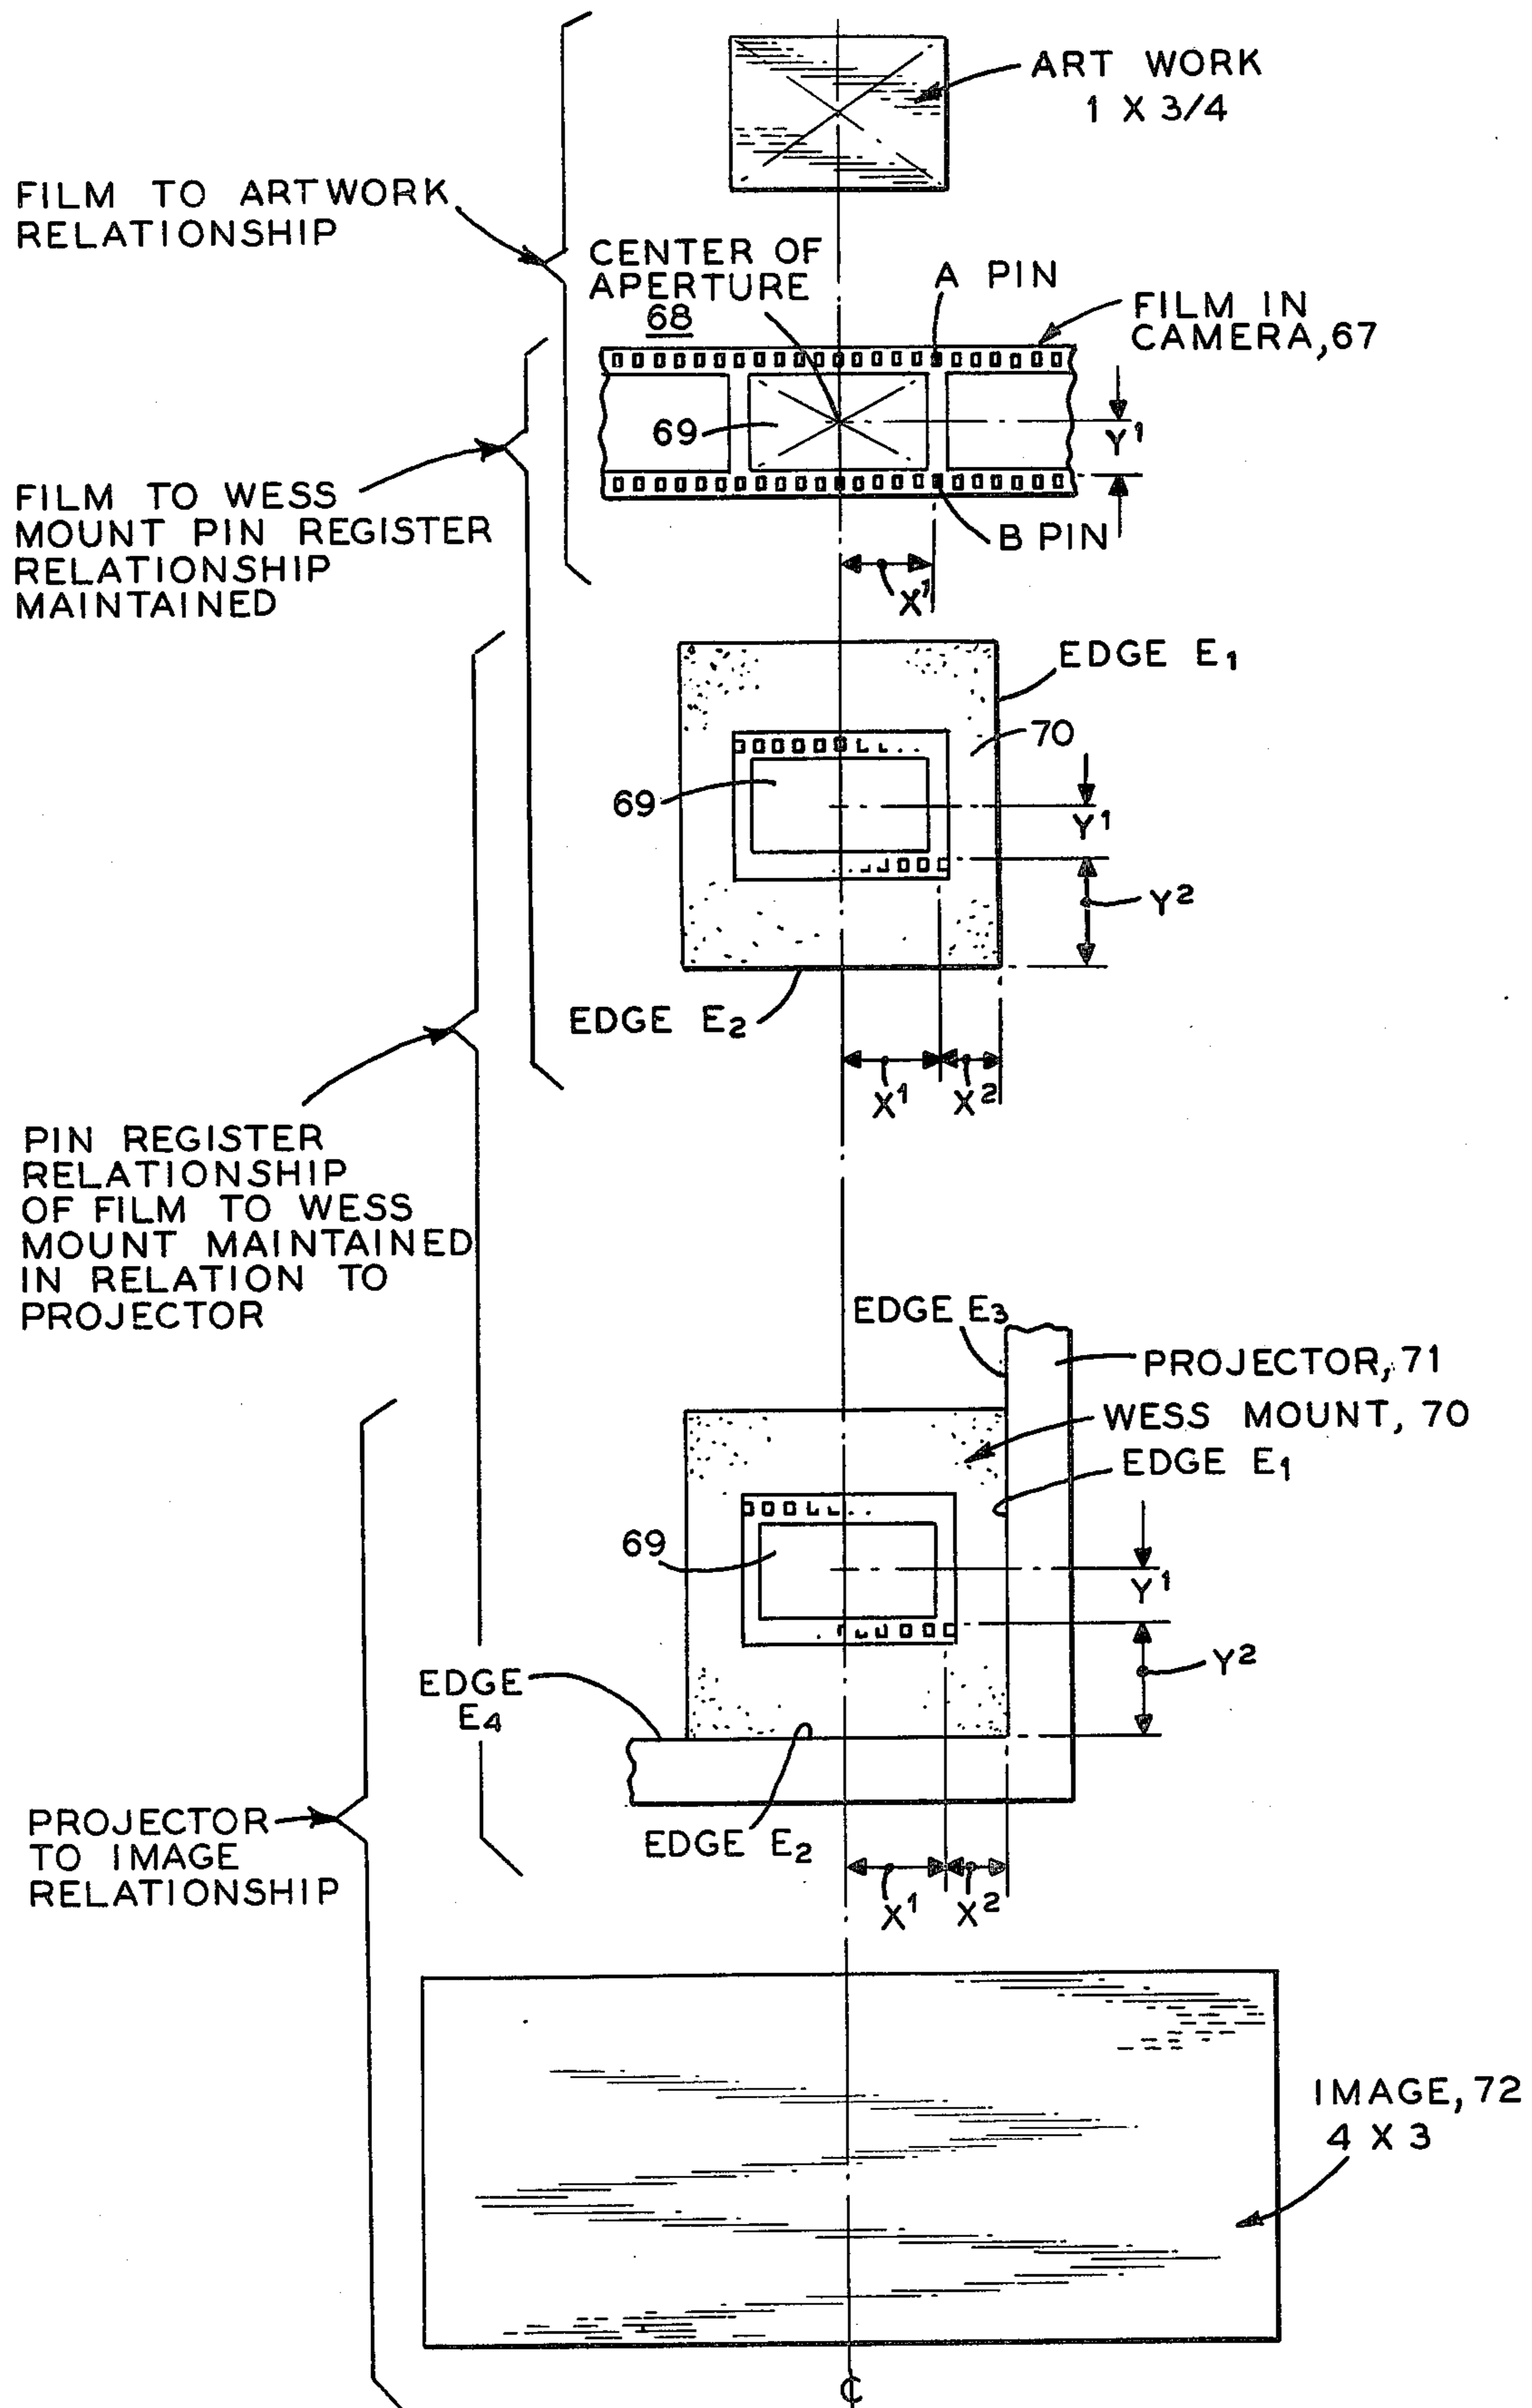 ART WORK
1 X 3/4
FILM TO ARTWORK
RELATIONSHIP
CENTER OF
APERTURE
68
A PIN
FILM IN
CAMERA, 67
69
Y1
B PIN
X1
FILM TO WESS
MOUNT PIN REGISTER
RELATIONSHIP
MAINTAINED
EDGE E1
70
69
Y1
Y2
EDGE E2
X1 X2
PIN REGISTER
RELATIONSHIP
OF FILM TO WESS
MOUNT MAINTAINED
IN RELATION TO
PROJECTOR
EDGE E3
PROJECTOR, 71
WESS MOUNT, 70
EDGE E1
69
Y1
Y2
EDGE
E4
EDGE E2
X1 X2
PROJECTOR
TO IMAGE
RELATIONSHIP
IMAGE, 72
4 X 3
℄